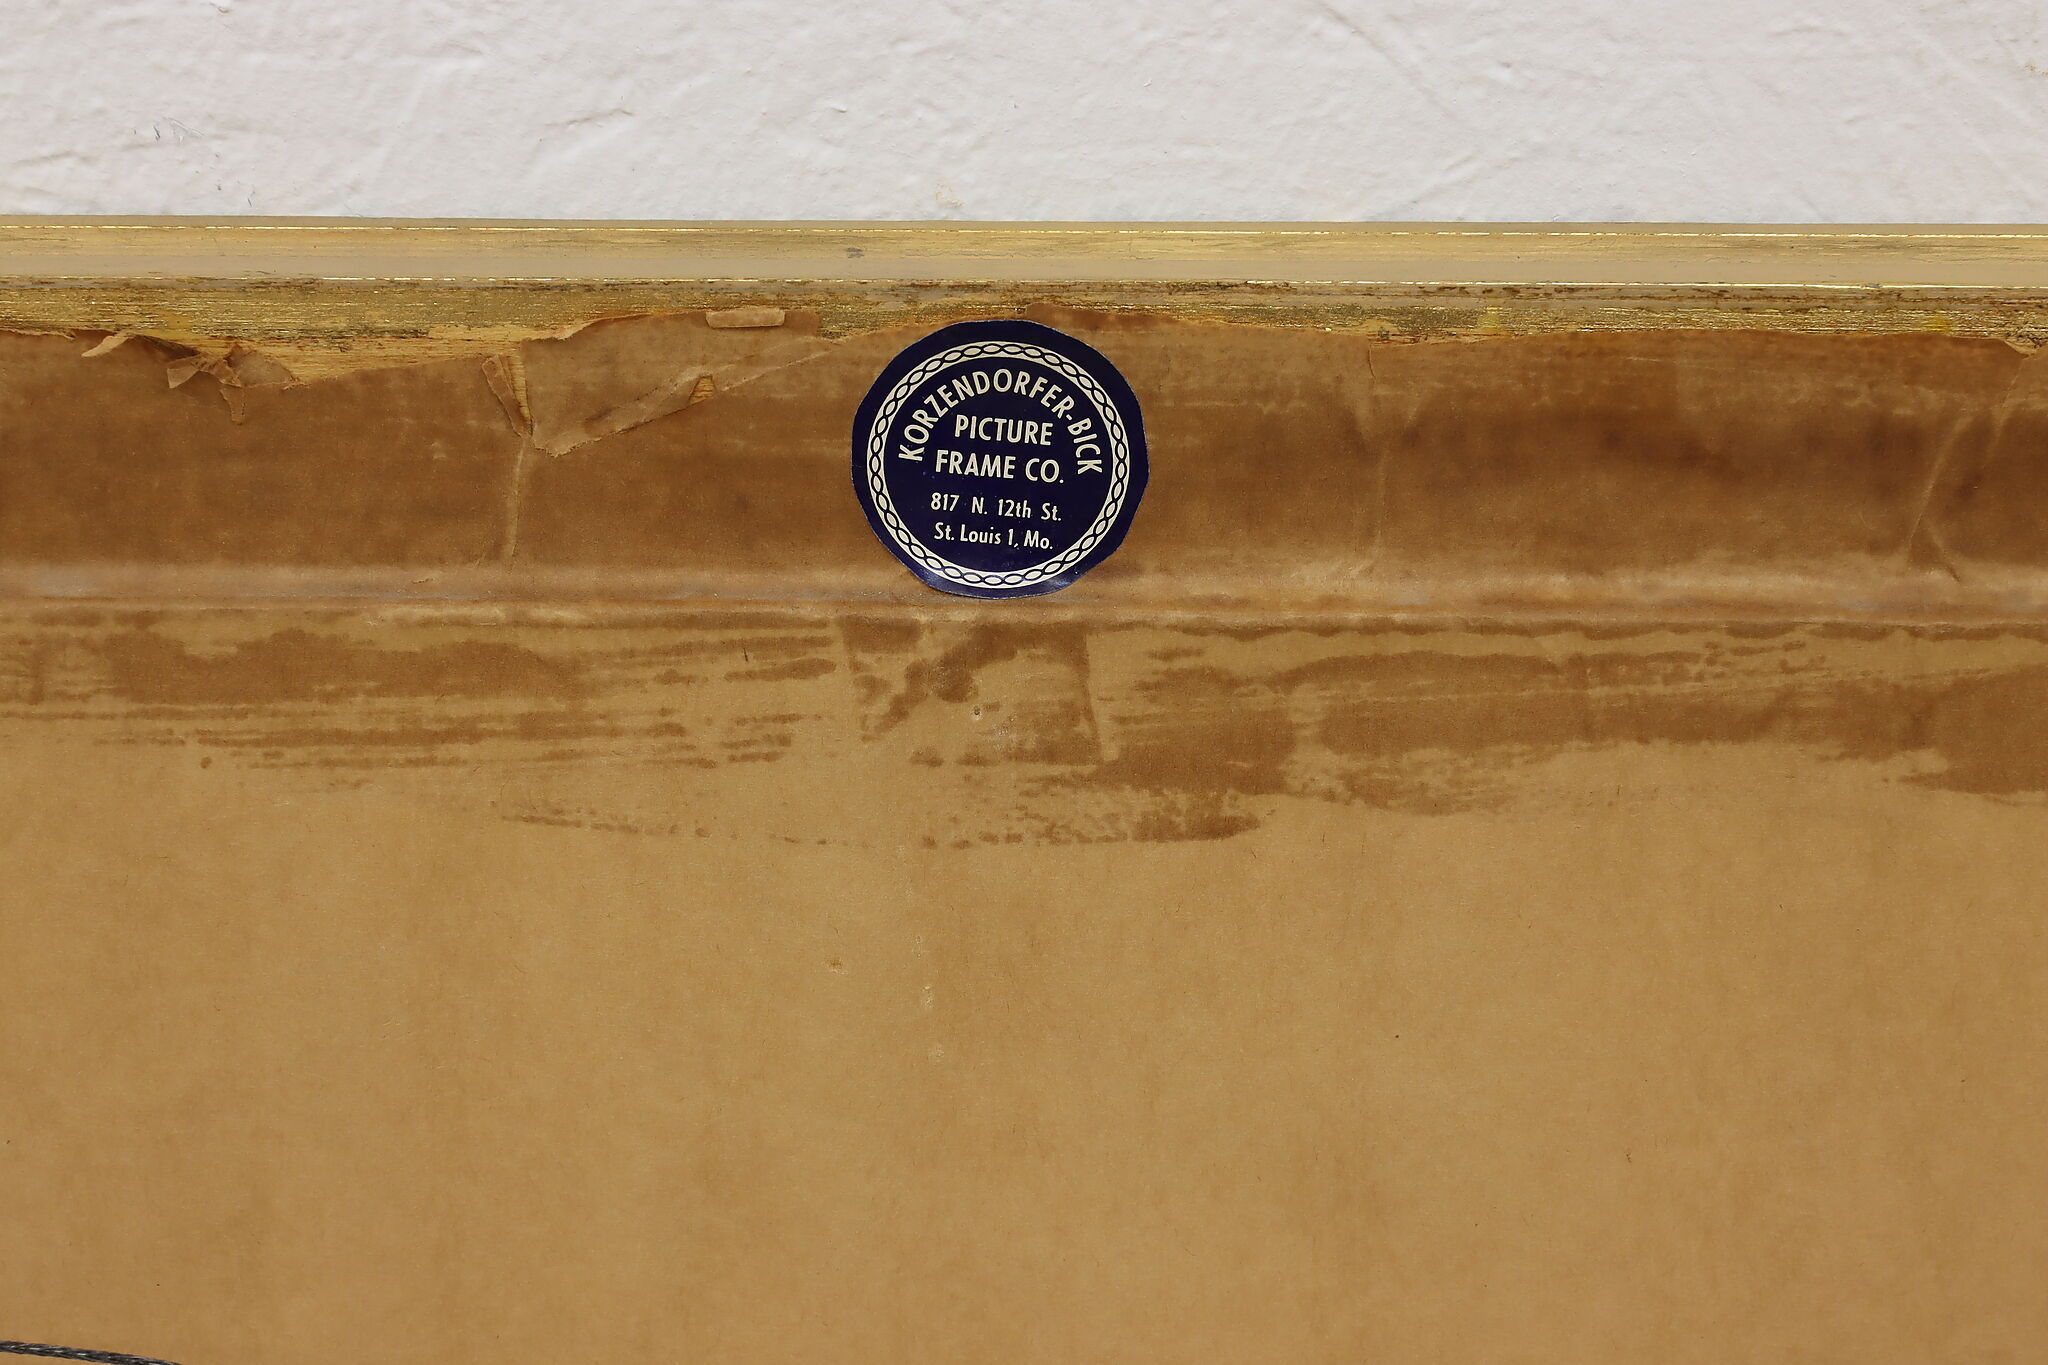 KORZENDORFER-BICK
PICTURE
FRAME CO.
817 N. 12th St.
St. Louis 1, Mo.